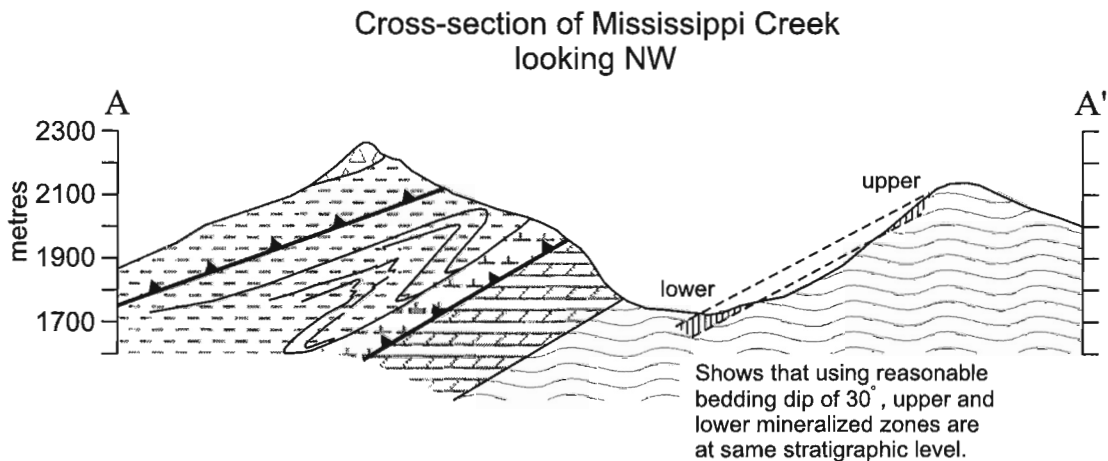 Cross-section of Mississippi Creek
looking NW
A
A'
2300
2100
1900
1700
metres
upper
lower
Shows that using reasonable
bedding dip of 30°, upper and
lower mineralized zones are
at same stratigraphic level.